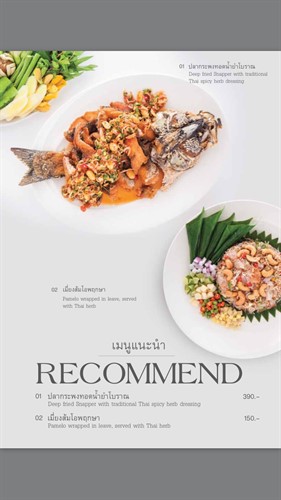 01 ปลากระพงทอดน้ำยำโบราณ
Deep fried Snapper with traditional
Thai spicy herb dressing
02 เมี่ยงส้มโอพฤกษา
Pamelo wrapped in leave, served
with Thai herb
เมนูแนะนำ
RECOMMEND
01 ปลากระพงทอดน้ำยำโบราณ 390.-
Deep fried Snapper with traditional Thai spicy herb dressing
02 เมี่ยงส้มโอพฤกษา 150.-
Pamelo wrapped in leave, served with Thai herb